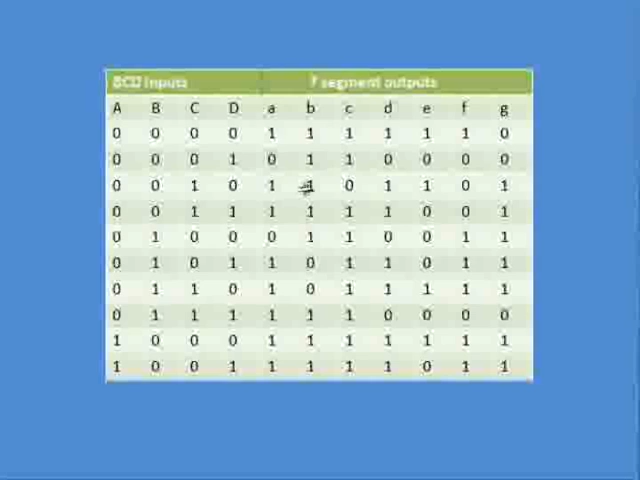 BCD Inputs 7 segment outputs
A B C D a b c d e f g
0 0 0 0 1 1 1 1 1 1 0
0 0 0 1 0 1 1 0 0 0 0
0 0 1 0 1 1 0 1 1 0 1
0 0 1 1 1 1 1 1 0 0 1
0 1 0 0 0 1 1 0 0 1 1
0 1 0 1 1 0 1 1 0 1 1
0 1 1 0 1 0 1 1 1 1 1
0 1 1 1 1 1 1 0 0 0 0
1 0 0 0 1 1 1 1 1 1 1
1 0 0 1 1 1 1 1 0 1 1